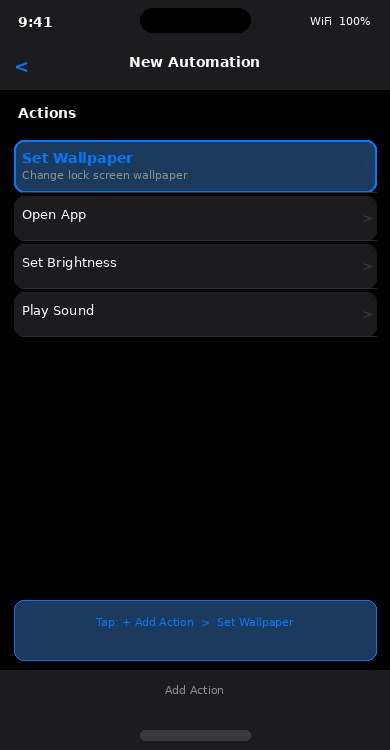 9:41
WiFi 100%
<
New Automation
Actions
Set Wallpaper
Change lock screen wallpaper
>
Open App
>
Set Brightness
>
Play Sound
>
Tap: + Add Action > Set Wallpaper
Add Action